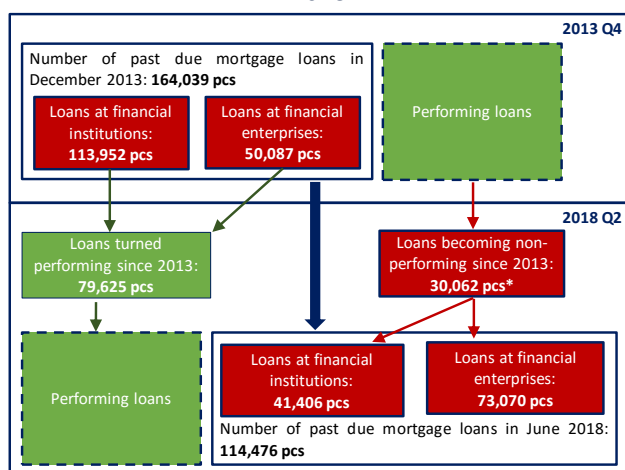 2013 Q4
Number of past due mortgage loans in
December 2013: 164,039 pcs
Loans at financial
institutions:
113,952 pcs
Loans at financial
enterprises:
50,087 pcs
Performing loans
2018 Q2
Loans turned
performing since 2013:
79,625 pcs
Loans becoming non-
performing since 2013:
30,062 pcs*
Performing loans
Loans at financial
institutions:
41,406 pcs
Loans at financial
enterprises:
73,070 pcs
Number of past due mortgage loans in June 2018:
114,476 pcs